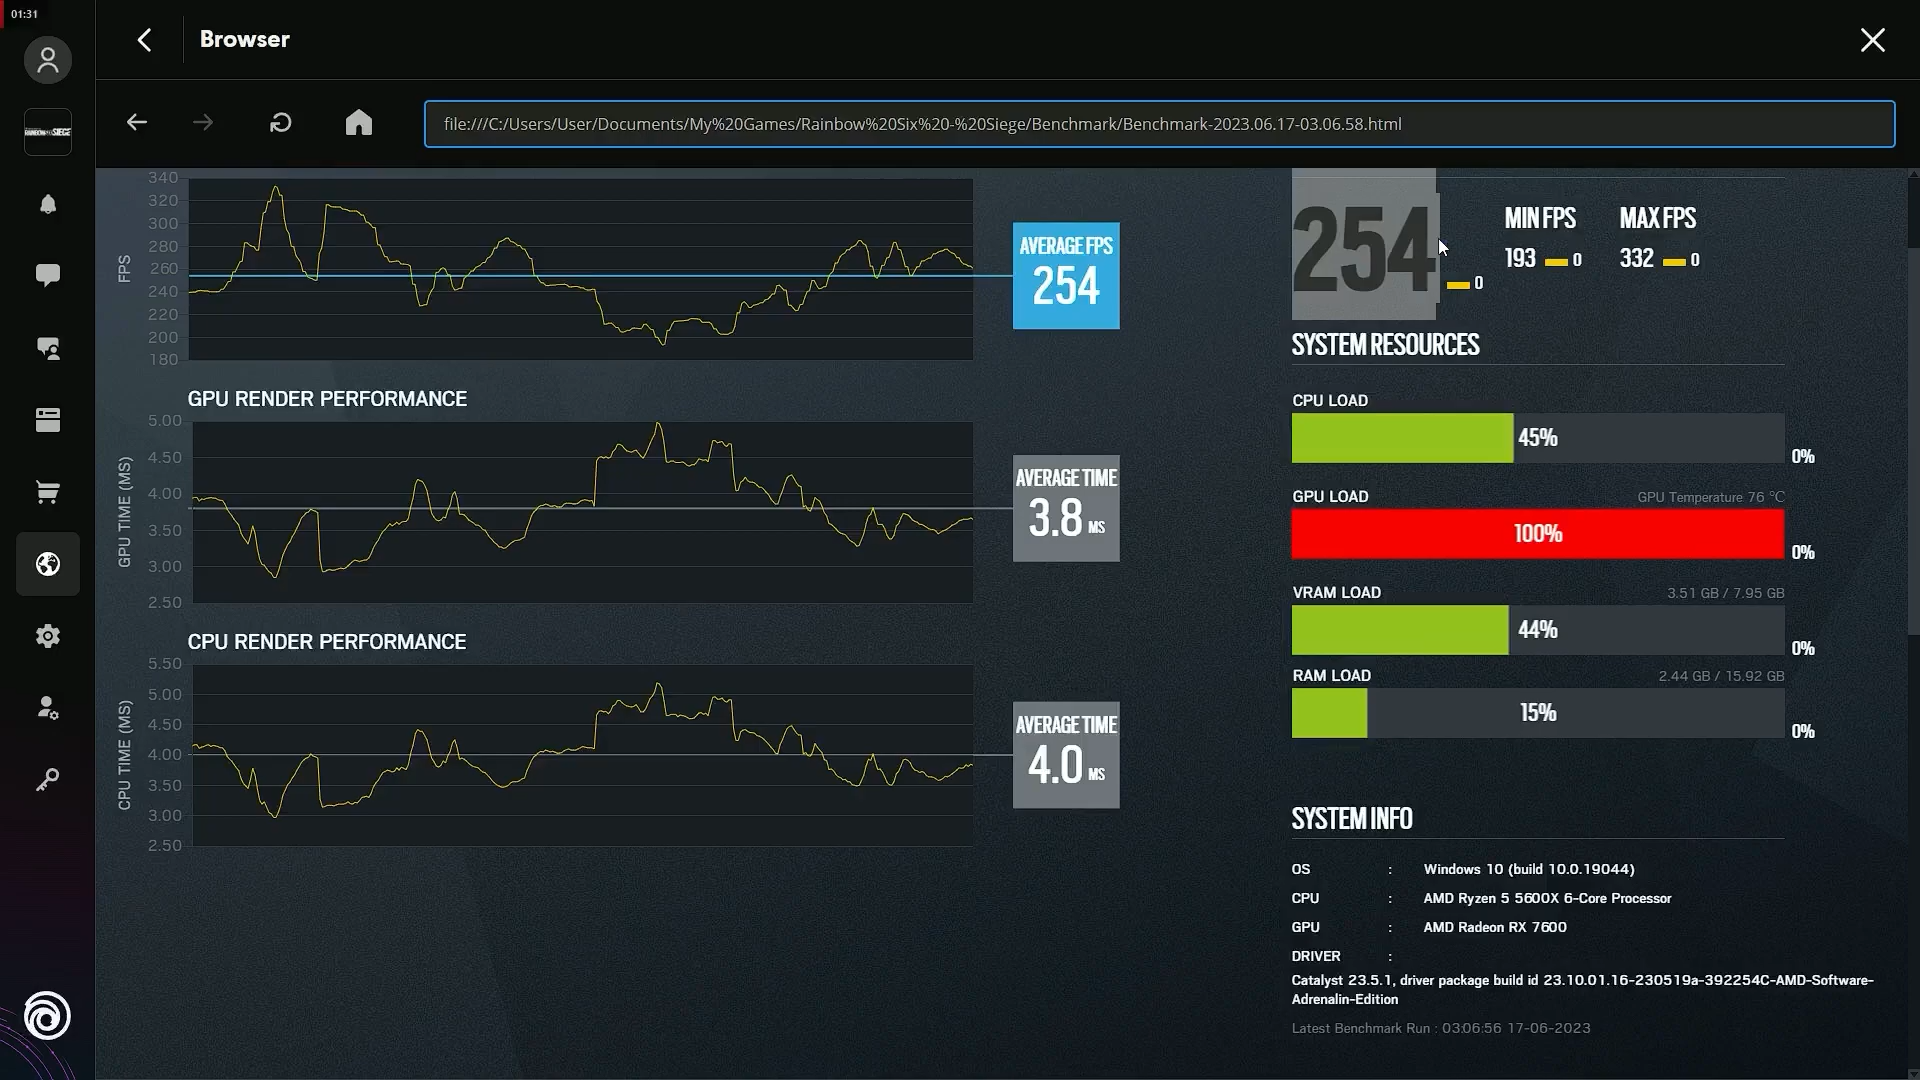 01:31
Browser
RAINBOW SIX SIEGE
file:///C:/Users/User/Documents/My%20Games/Rainbow%20Six%20-%20Siege/Benchmark/Benchmark-2023.06.17-03.06.58.html
340
320
300
280
260
240
220
200
180
FPS
AVERAGE FPS
254
GPU RENDER PERFORMANCE
5.00
4.50
4.00
3.50
3.00
2.50
GPU TIME (MS)
AVERAGE TIME
3.8 MS
CPU RENDER PERFORMANCE
5.50
5.00
4.50
4.00
3.50
3.00
2.50
CPU TIME (MS)
AVERAGE TIME
4.0 MS
254
0
MIN FPS
193 0
MAX FPS
332 0
SYSTEM RESOURCES
CPU LOAD
45%
0%
GPU LOAD GPU Temperature 76 °C
100%
0%
VRAM LOAD 3.51 GB / 7.95 GB
44%
0%
RAM LOAD 2.44 GB / 15.92 GB
15%
0%
SYSTEM INFO
OS : Windows 10 (build 10.0.19044)
CPU : AMD Ryzen 5 5600X 6-Core Processor
GPU : AMD Radeon RX 7600
DRIVER :
Catalyst 23.5.1, driver package build id 23.10.01.16-230519a-392254C-AMD-Software-
Adrenalin-Edition
Latest Benchmark Run : 03:06:56 17-06-2023